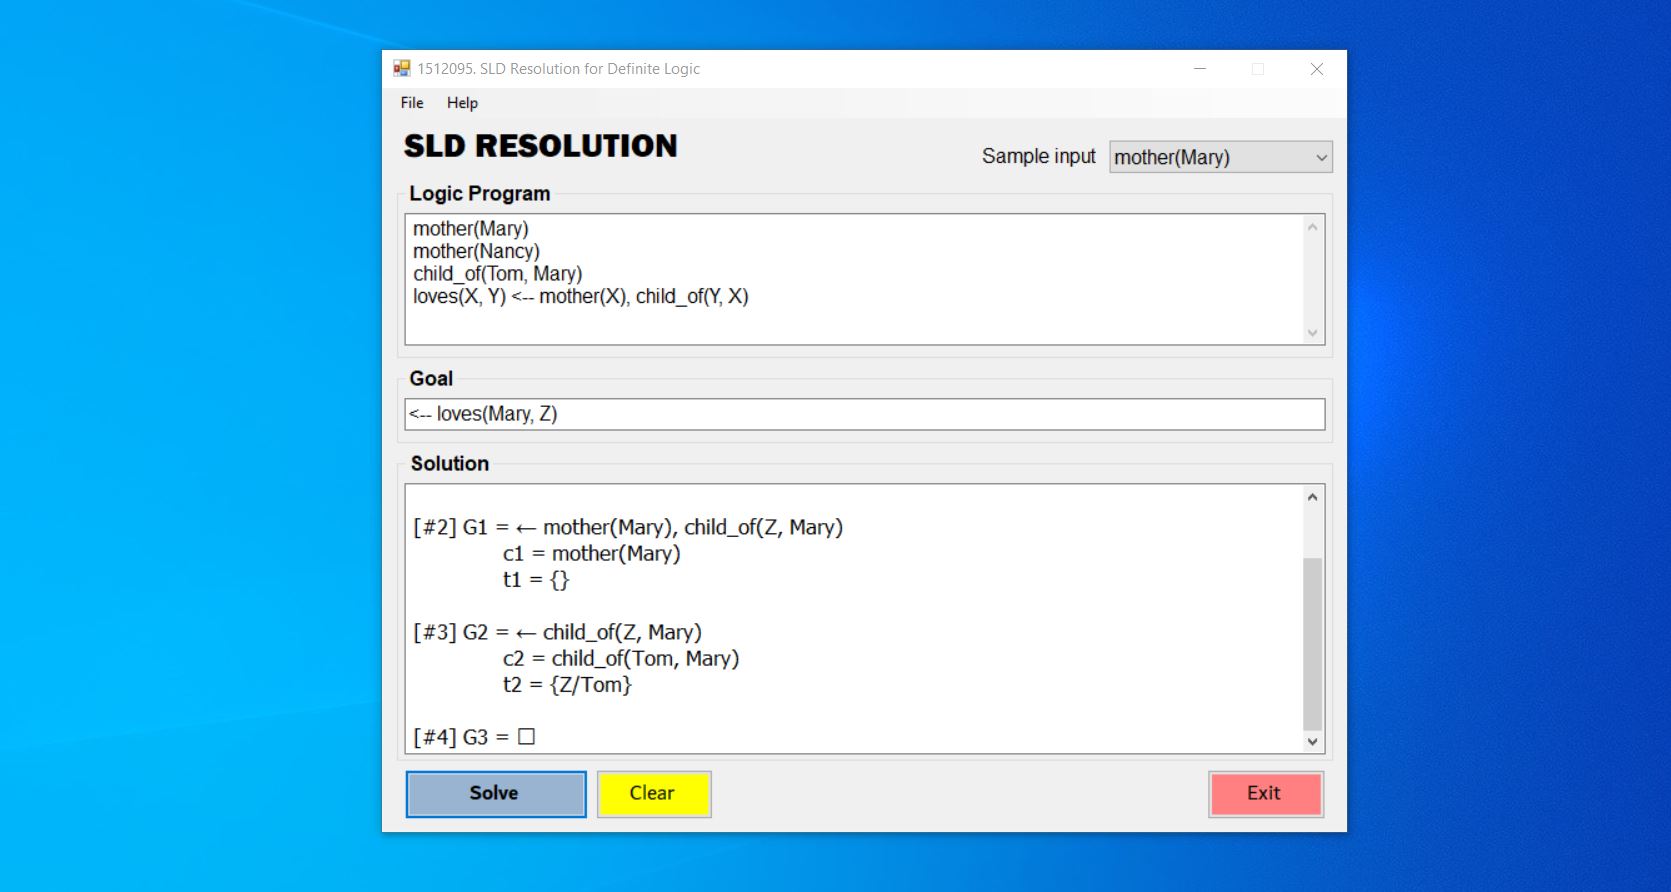 1512095. SLD Resolution for Definite Logic
File Help
SLD RESOLUTION
Sample input mother(Mary)
Logic Program
mother(Mary)
mother(Nancy)
child_of(Tom, Mary)
loves(X, Y) <-- mother(X), child_of(Y, X)
Goal
<-- loves(Mary, Z)
Solution
[#2] G1 = ← mother(Mary), child_of(Z, Mary)
c1 = mother(Mary)
t1 = {}
[#3] G2 = ← child_of(Z, Mary)
c2 = child_of(Tom, Mary)
t2 = {Z/Tom}
[#4] G3 = □
Solve Clear Exit